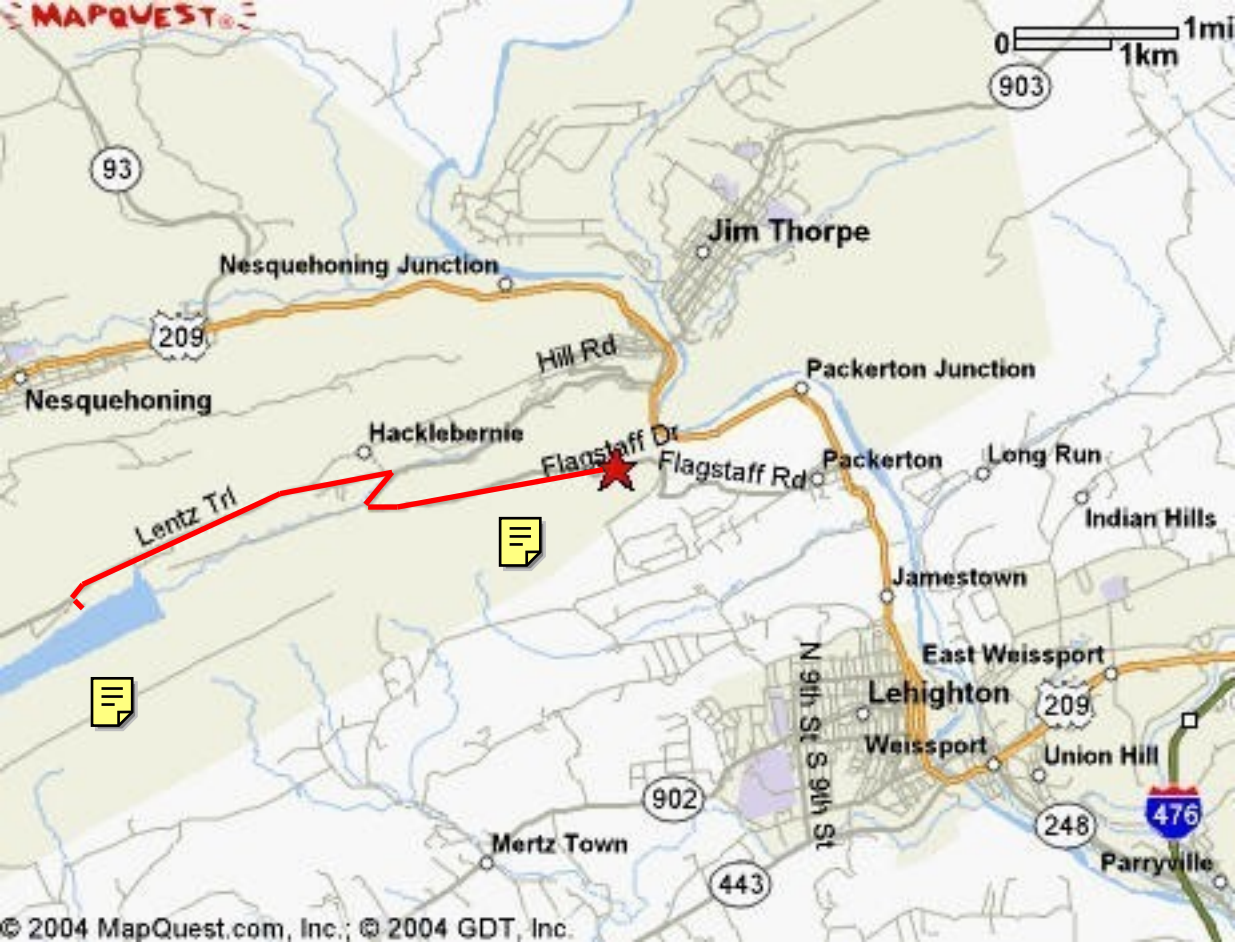 MAPQUEST®
0 1mi
1km
903
93
Jim Thorpe
Nesquehoning Junction
209
Hill Rd
Packerton Junction
Nesquehoning
Hacklebernie
Flagstaff Dr
Flagstaff Rd
Packerton
Long Run
Lentz Trl
Indian Hills
Jamestown
N 9th St
East Weissport
Lehighton
209
Weissport
Union Hill
S 9th St
902
476
248
Mertz Town
Parryville
443
© 2004 MapQuest.com, Inc.; © 2004 GDT, Inc.